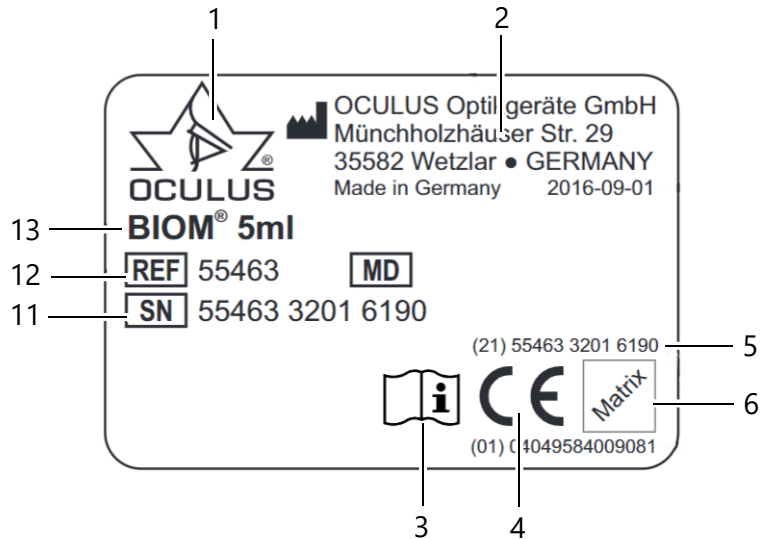 1
2
OCULUS Optikgeräte GmbH
Münchholzhäuser Str. 29
35582 Wetzlar ● GERMANY
Made in Germany 2016-09-01
®
OCULUS
13
BIOM® 5ml
12
REF 55463 MD
11
SN 55463 3201 6190
(21) 55463 3201 6190
5
i
CE
Matrix
6
(01) 04049584009081
3
4